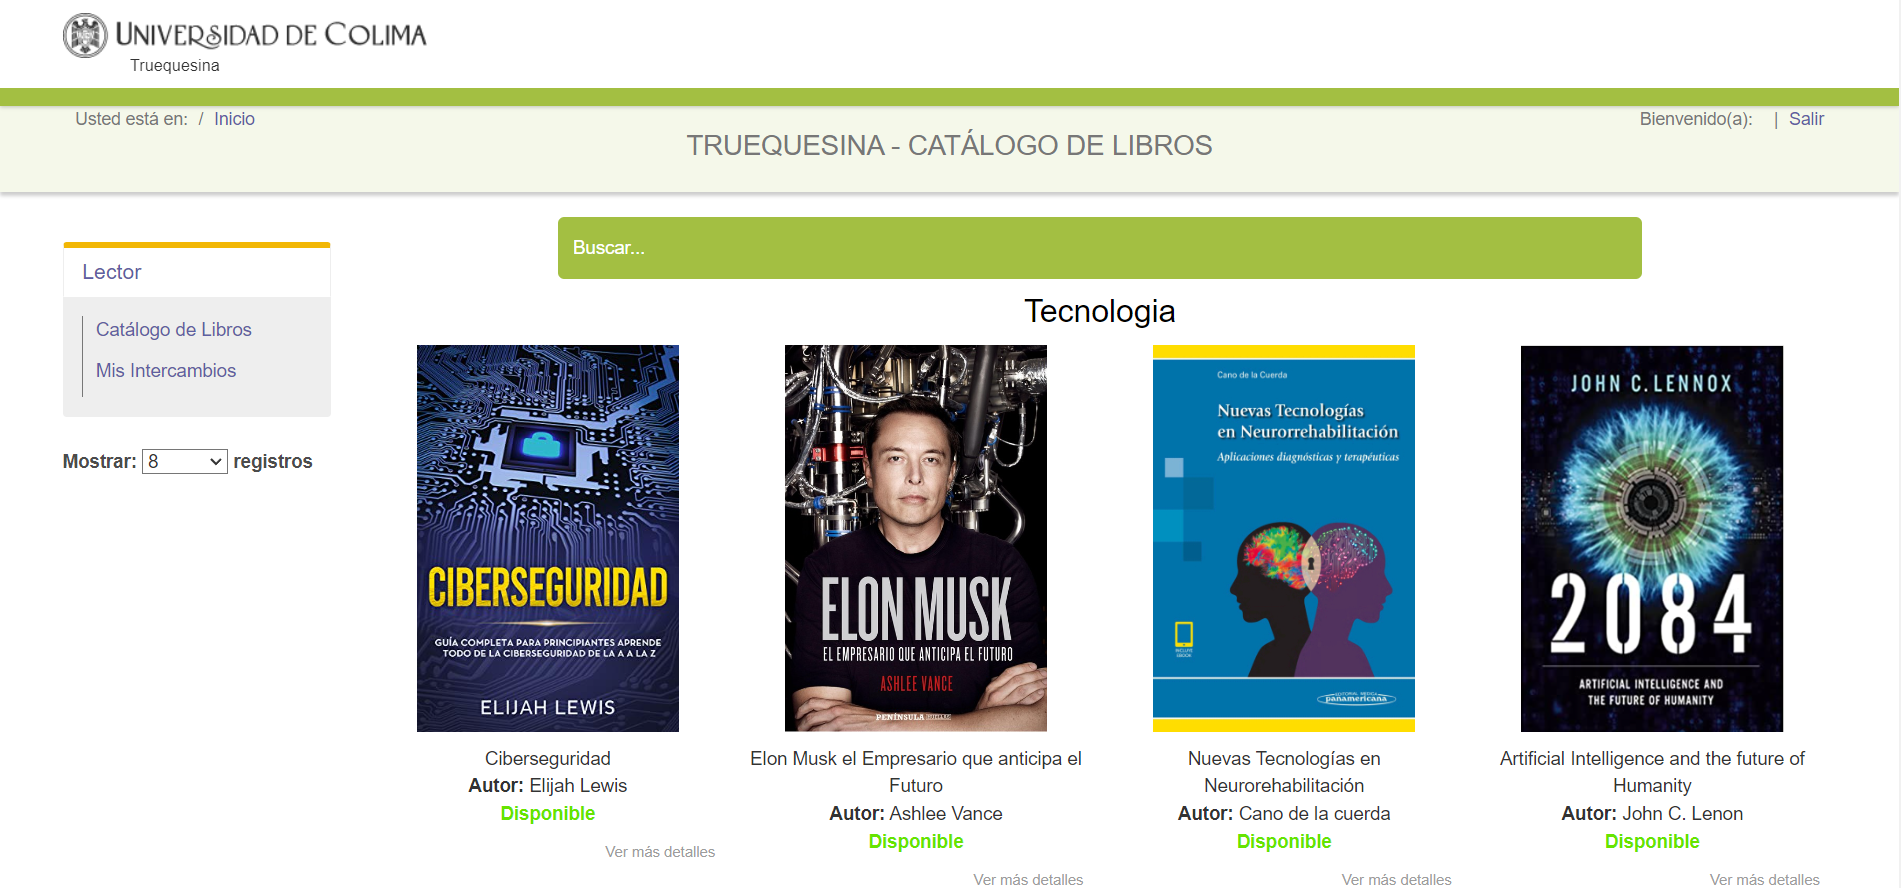 UNIVERSIDAD DE COLIMA
Truequesina
Usted está en: / Inicio
Bienvenido(a): | Salir
TRUEQUESINA - CATÁLOGO DE LIBROS
Buscar...
Lector
Catálogo de Libros
Mis Intercambios
Mostrar: 8 registros
Tecnologia
CIBERSEGURIDAD
GUÍA COMPLETA PARA PRINCIPIANTES APRENDE
TODO DE LA CIBERSEGURIDAD DE LA A A LA Z
ELIJAH LEWIS
Ciberseguridad
Autor: Elijah Lewis
Disponible
Ver más detalles
ELON MUSK
EL EMPRESARIO QUE ANTICIPA EL FUTURO
ASHLEE VANCE
PENÍNSULA HUELLAS
Elon Musk el Empresario que anticipa el
Futuro
Autor: Ashlee Vance
Disponible
Ver más detalles
Cano de la Cuerda
Nuevas Tecnologías
en Neurorrehabilitación
Aplicaciones diagnósticas y terapéuticas
INCLUYE
EBOOK
EDITORIAL MEDICA
panamericana
Nuevas Tecnologías en
Neurorehabilitación
Autor: Cano de la cuerda
Disponible
Ver más detalles
JOHN C. LENNOX
2084
ARTIFICIAL INTELLIGENCE AND
THE FUTURE OF HUMANITY
Artificial Intelligence and the future of
Humanity
Autor: John C. Lenon
Disponible
Ver más detalles